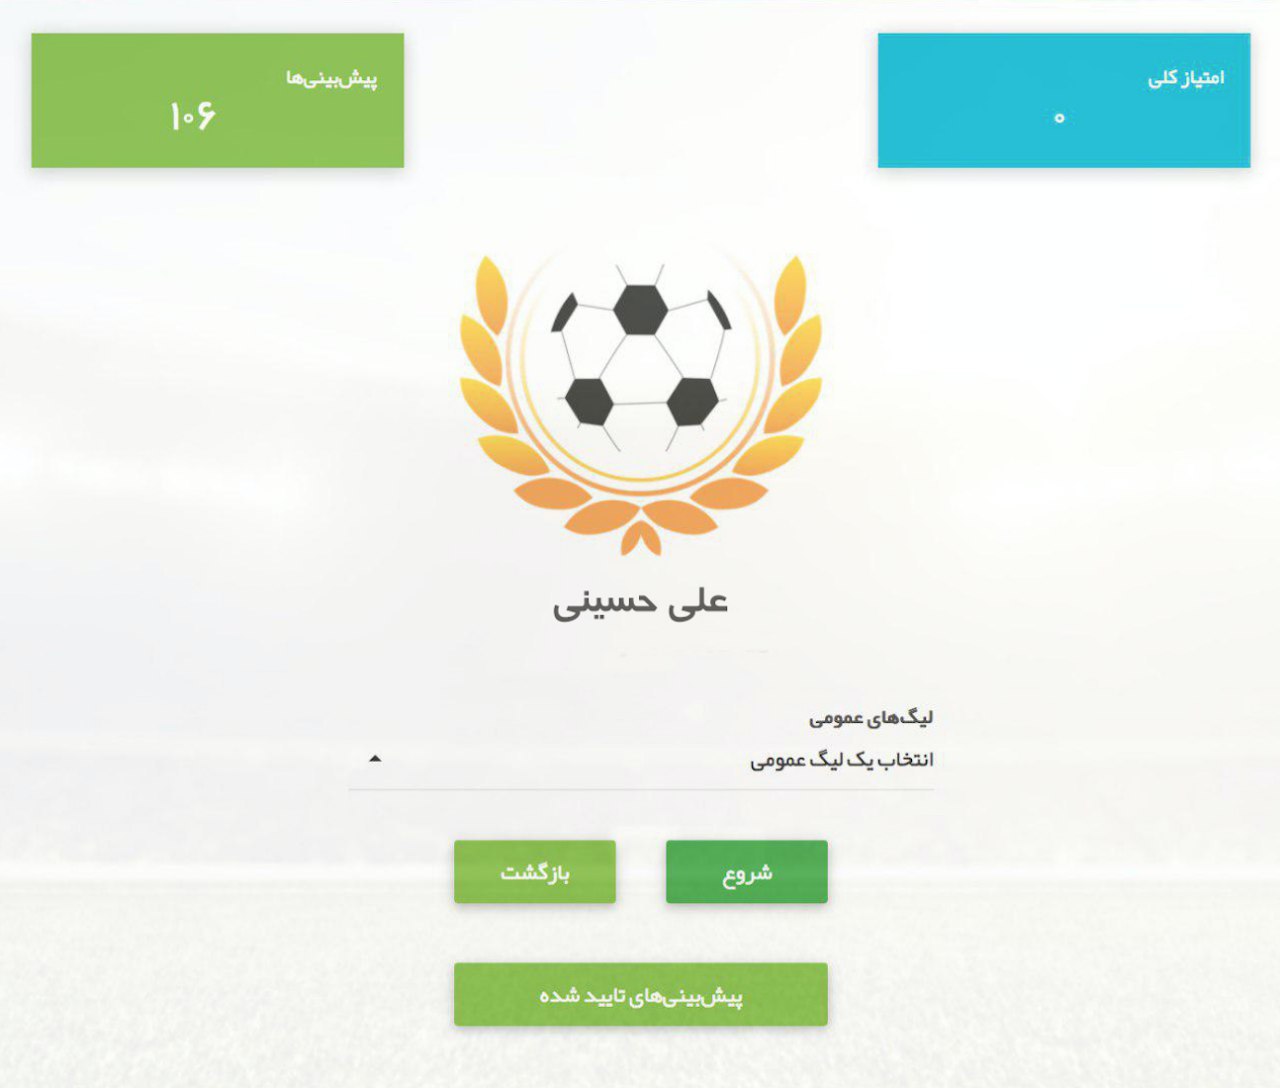 امتیاز کلی
۰
پیش‌بینی‌ها
۱۰۶
علی حسینی
لیگ‌های عمومی
انتخاب یک لیگ عمومی
شروع
بازگشت
پیش‌بینی‌های تایید شده